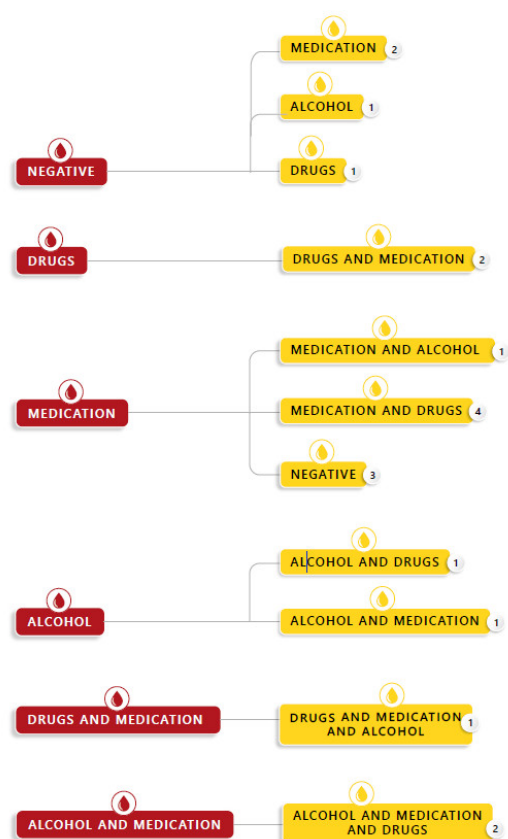 MEDICATION 2
ALCOHOL 1
NEGATIVE
DRUGS 1
DRUGS
DRUGS AND MEDICATION 2
MEDICATION AND ALCOHOL 1
MEDICATION
MEDICATION AND DRUGS 4
NEGATIVE 3
ALCOHOL AND DRUGS 1
ALCOHOL
ALCOHOL AND MEDICATION 1
DRUGS AND MEDICATION
DRUGS AND MEDICATION 1
AND ALCOHOL
ALCOHOL AND MEDICATION
ALCOHOL AND MEDICATION
AND DRUGS 2